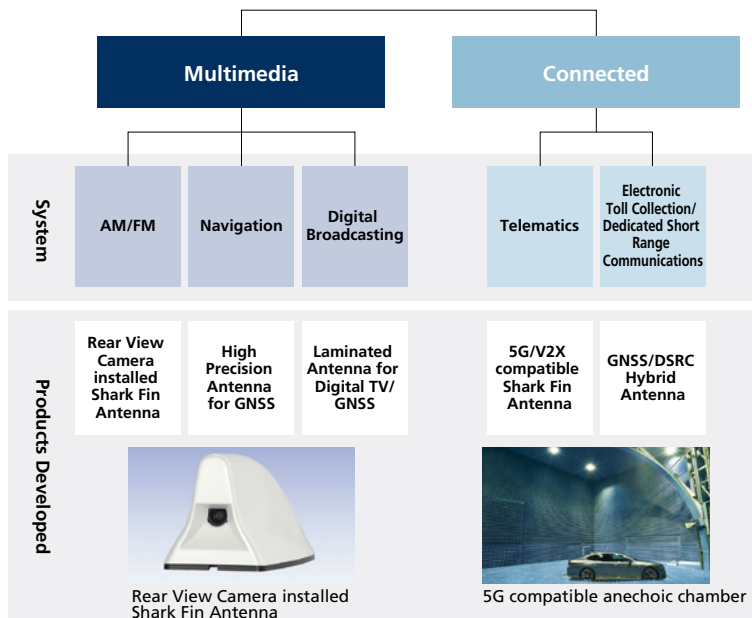 Multimedia
Connected
System
AM/FM
Navigation
Digital
Broadcasting
Telematics
Electronic
Toll Collection/
Dedicated Short
Range
Communications
Products Developed
Rear View
Camera
installed
Shark Fin
Antenna
High
Precision
Antenna
for GNSS
Laminated
Antenna for
Digital TV/
GNSS
5G/V2X
compatible
Shark Fin
Antenna
GNSS/DSRC
Hybrid
Antenna
Rear View Camera installed
Shark Fin Antenna
5G compatible anechoic chamber